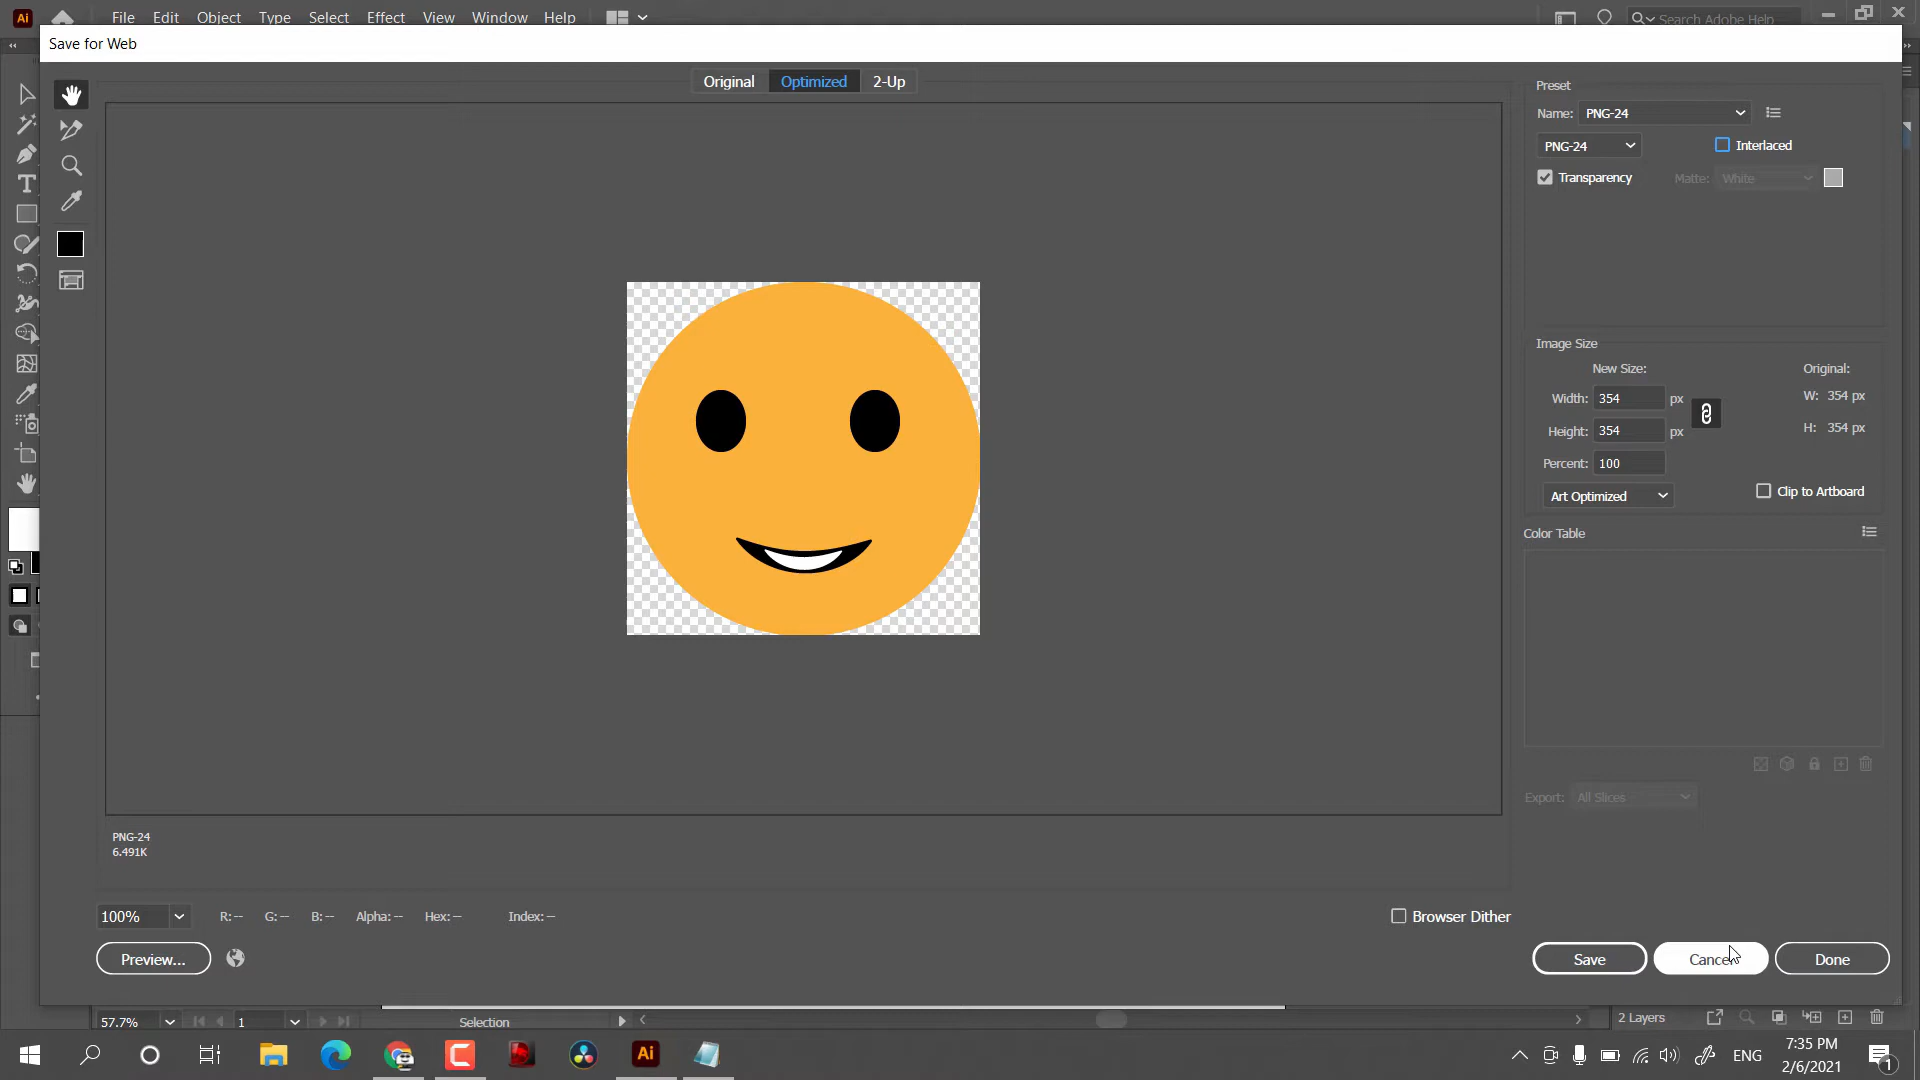 Ai File Edit Object Type Select Effect View Window Help Search Adobe Help
Save for Web
Original Optimized 2-Up
Preset
Name: PNG-24
PNG-24 Interlaced
Transparency Matte: White
Image Size
New Size: Original:
Width: 354 px W: 354 px
Height: 354 px H: 354 px
Percent: 100
Art Optimized Clip to Artboard
Color Table
Export: All Slices
PNG-24
6.491K
100% R: -- G: -- B: -- Alpha: -- Hex: -- Index: -- Browser Dither
Preview... Save Cancel Done
57.7% 1 Selection 2 Layers
Ai ENG 7:35 PM
2/6/2021 1